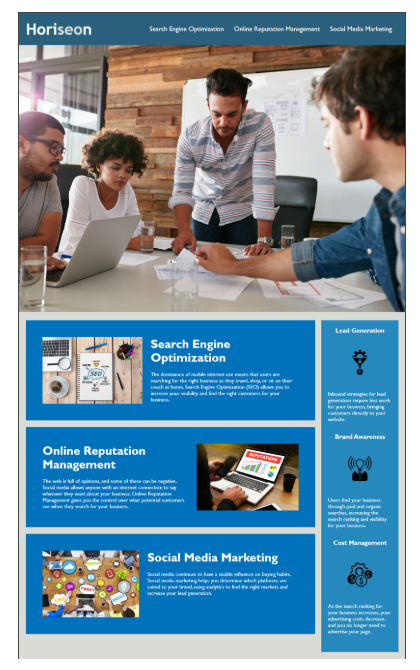 Horiseon
Search Engine Optimization
Online Reputation Management
Social Media Marketing
SEO
Search Engine
Optimization
The dominance of mobile internet use means that users are
searching for the right business as they travel, shop, or sit on their
couch at home. Search Engine Optimization (SEO) allows you to
increase your visibility and find the right customers for your
business.
Online Reputation
Management
The web is full of opinions, and some of these can be negative.
Social media allows anyone with an internet connection to say
whatever they want about your business. Online Reputation
Management gives you the control over what potential customers
see when they search for your business.
REPUTATION
Social Media Marketing
Social media continues to have a sizable influence on buying habits.
Social media marketing helps you determine which platforms are
suited to your brand, using analytics to find the right markets and
increase your lead generation.
Lead Generation
Inbound strategies for lead
generation require less work
for your business, bringing
customers directly to your
website.
Brand Awareness
Users find your business
through paid and organic
searches, increasing the
search ranking and visibility
for your business.
Cost Management
As the search ranking for
your business increases, your
advertising costs decrease,
and you no longer need to
advertise your page.